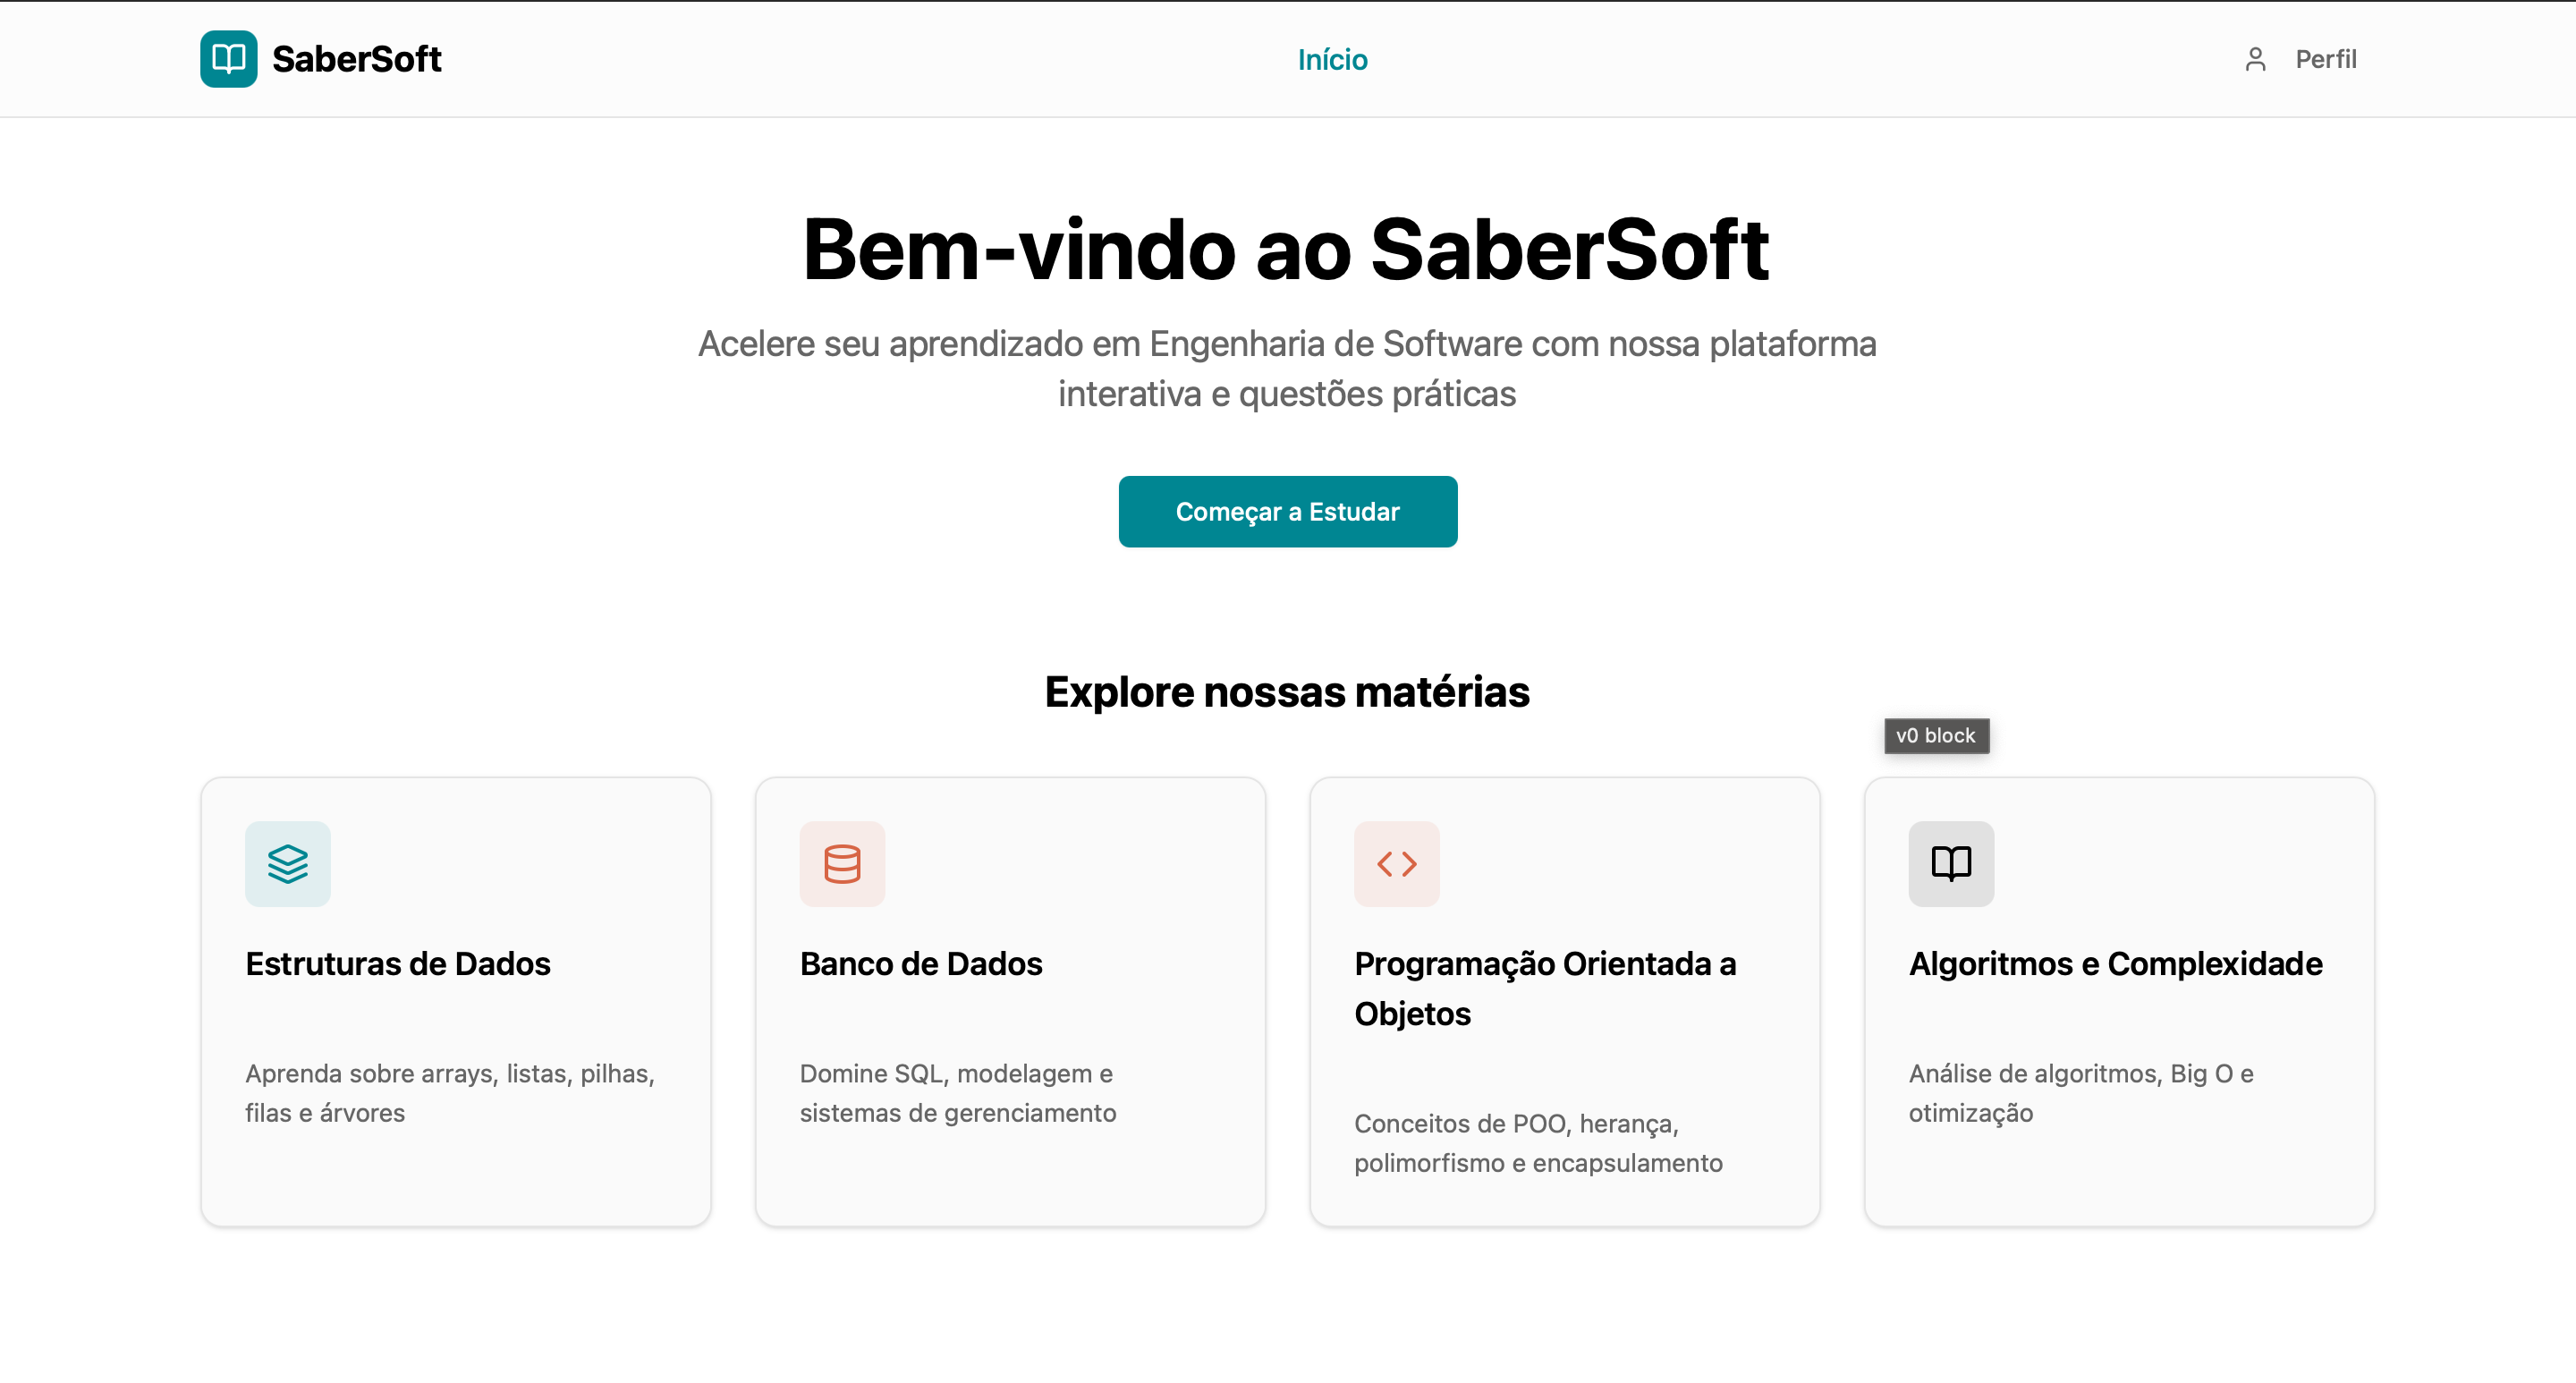 SaberSoft
Início
Perfil
Bem-vindo ao SaberSoft
Acelere seu aprendizado em Engenharia de Software com nossa plataforma
interativa e questões práticas
Começar a Estudar
Explore nossas matérias
v0 block
Estruturas de Dados
Aprenda sobre arrays, listas, pilhas,
filas e árvores
Banco de Dados
Domine SQL, modelagem e
sistemas de gerenciamento
Programação Orientada a
Objetos
Conceitos de POO, herança,
polimorfismo e encapsulamento
Algoritmos e Complexidade
Análise de algoritmos, Big O e
otimização